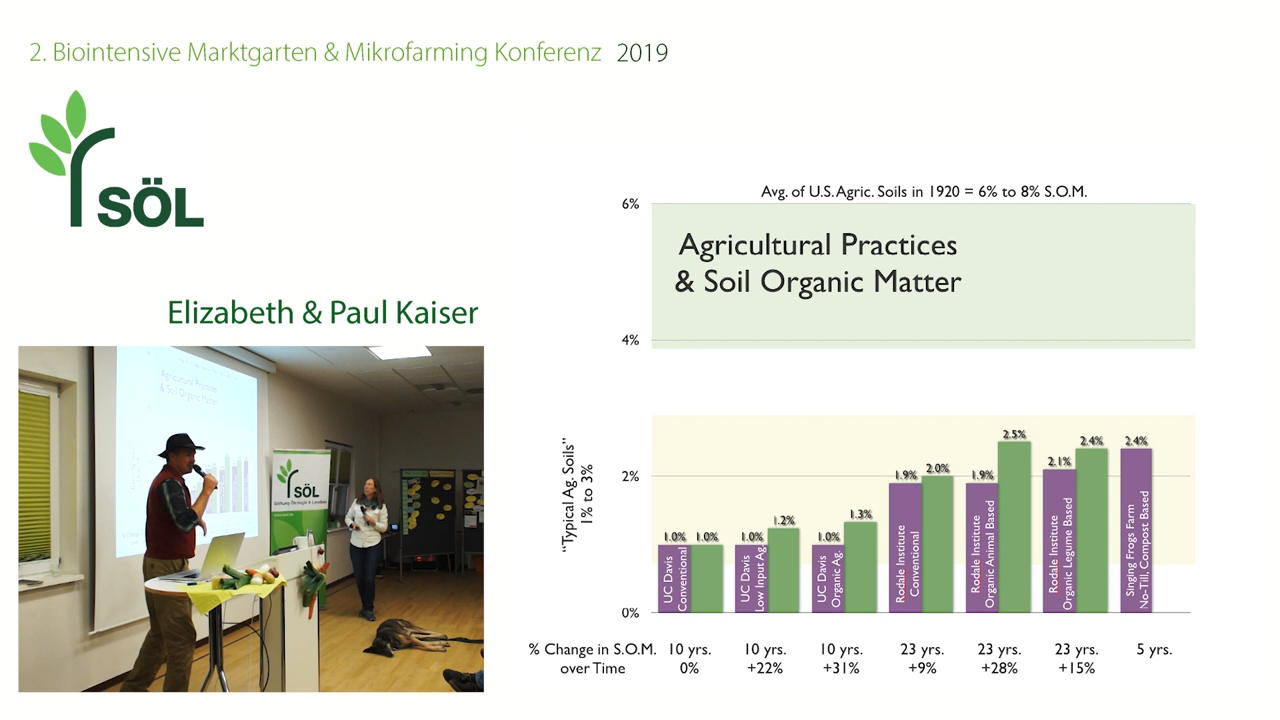 2. Biointensive Marktgarten & Mikrofarming Konferenz 2019
SÖL
Elizabeth & Paul Kaiser
Agricultural Practices
& Soil Organic Matter
SÖL
Avg. of U.S. Agric. Soils in 1920 = 6% to 8% S.O.M.
6%
Agricultural Practices
& Soil Organic Matter
4%
"Typical Ag. Soils"
1% to 3%
2%
0%
1.0% 1.0%
1.0% 1.2%
1.0% 1.3%
1.9% 2.0%
1.9% 2.5%
2.1% 2.4%
2.4%
UC Davis
Conventional
UC Davis
Low Input Ag.
UC Davis
Organic Ag.
Rodale Institute
Conventional
Rodale Institute
Organic Animal Based
Rodale Institute
Organic Legume Based
Singing Frogs Farm
No-Till, Compost Based
% Change in S.O.M. 10 yrs. 10 yrs. 10 yrs. 23 yrs. 23 yrs. 23 yrs. 5 yrs.
over Time 0% +22% +31% +9% +28% +15%